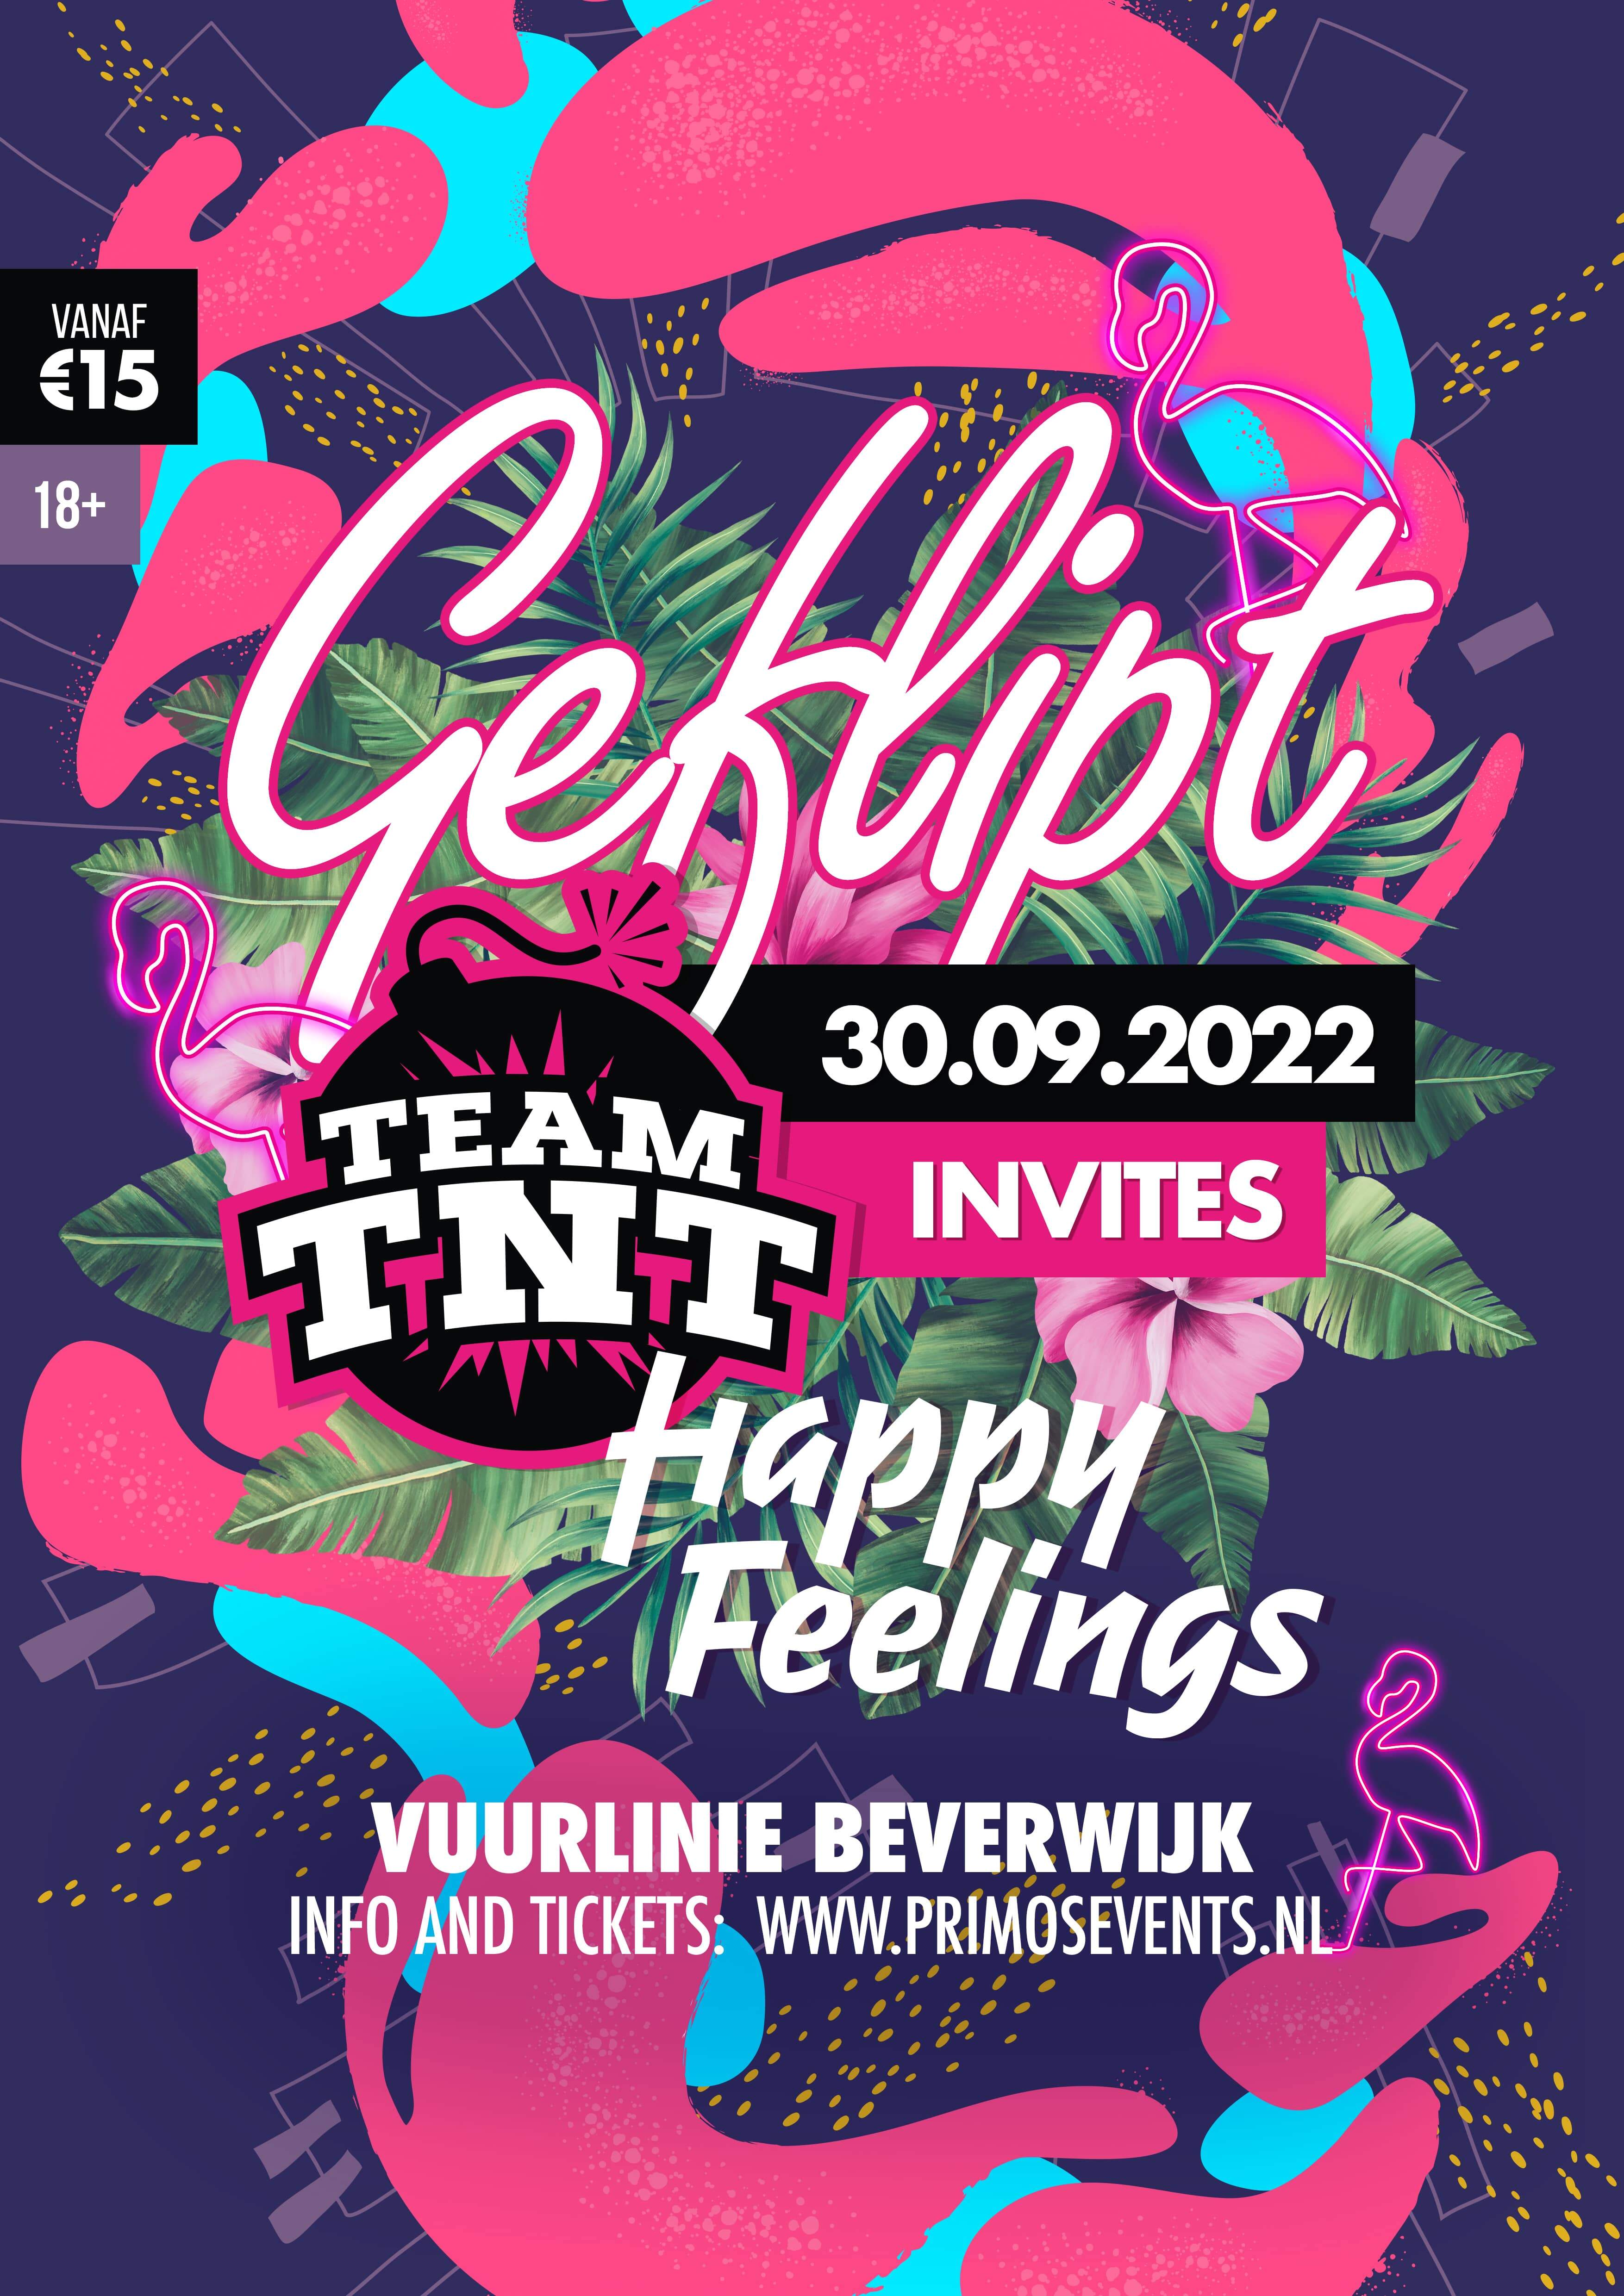 VANAF
€15
18+
Geklipt
30.09.2022
TEAM
TNT
INVITES
Happy
Feelings
VUURLINIE BEVERWIJK
INFO AND TICKETS: WWW.PRIMOSEVENTS.NL